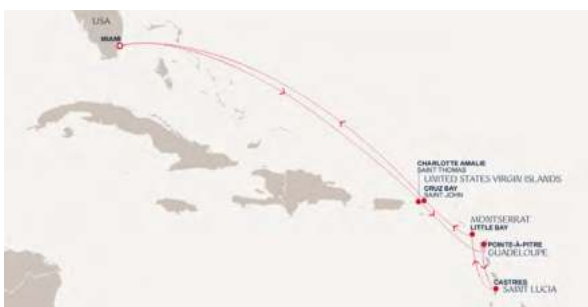 USA
MIAMI
CHARLOTTE AMALIE
SAINT THOMAS
UNITED STATES VIRGIN ISLANDS
CRUZ BAY
SAINT JOHN
MONTSERRAT
LITTLE BAY
POINTE-À-PITRE
GUADELOUPE
CASTRIES
SAINT LUCIA